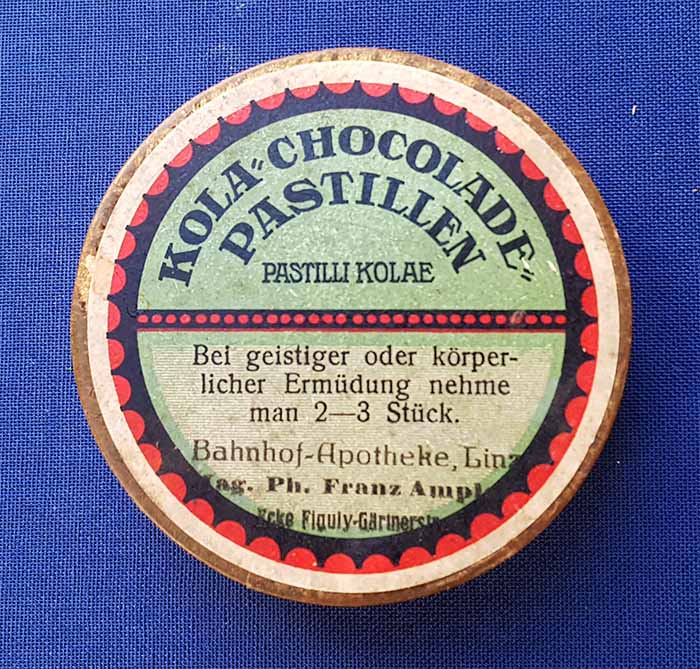 KOLA-"CHOCOLADE"-
PASTILLEN
PASTILLI KOLAE
Bei geistiger oder körper-
licher Ermüdung nehme
man 2—3 Stück.
Bahnhof-Apotheke, Linz
Mag. Ph. Franz Ampl
Ecke Figuly-Gärtnerstr